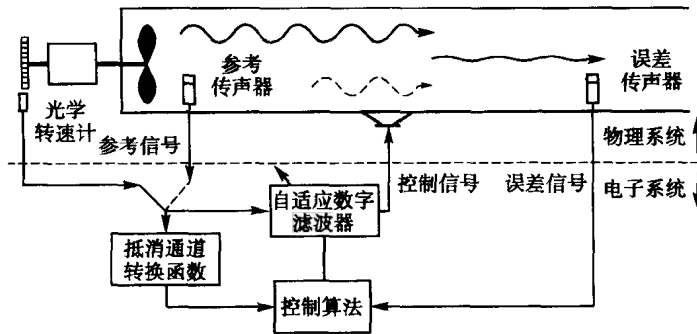 参考
传声器
误差
传声器
光学
转速计
参考信号
物理系统
控制信号
误差信号
电子系统
自适应数字
滤波器
抵消通道
转换函数
控制算法